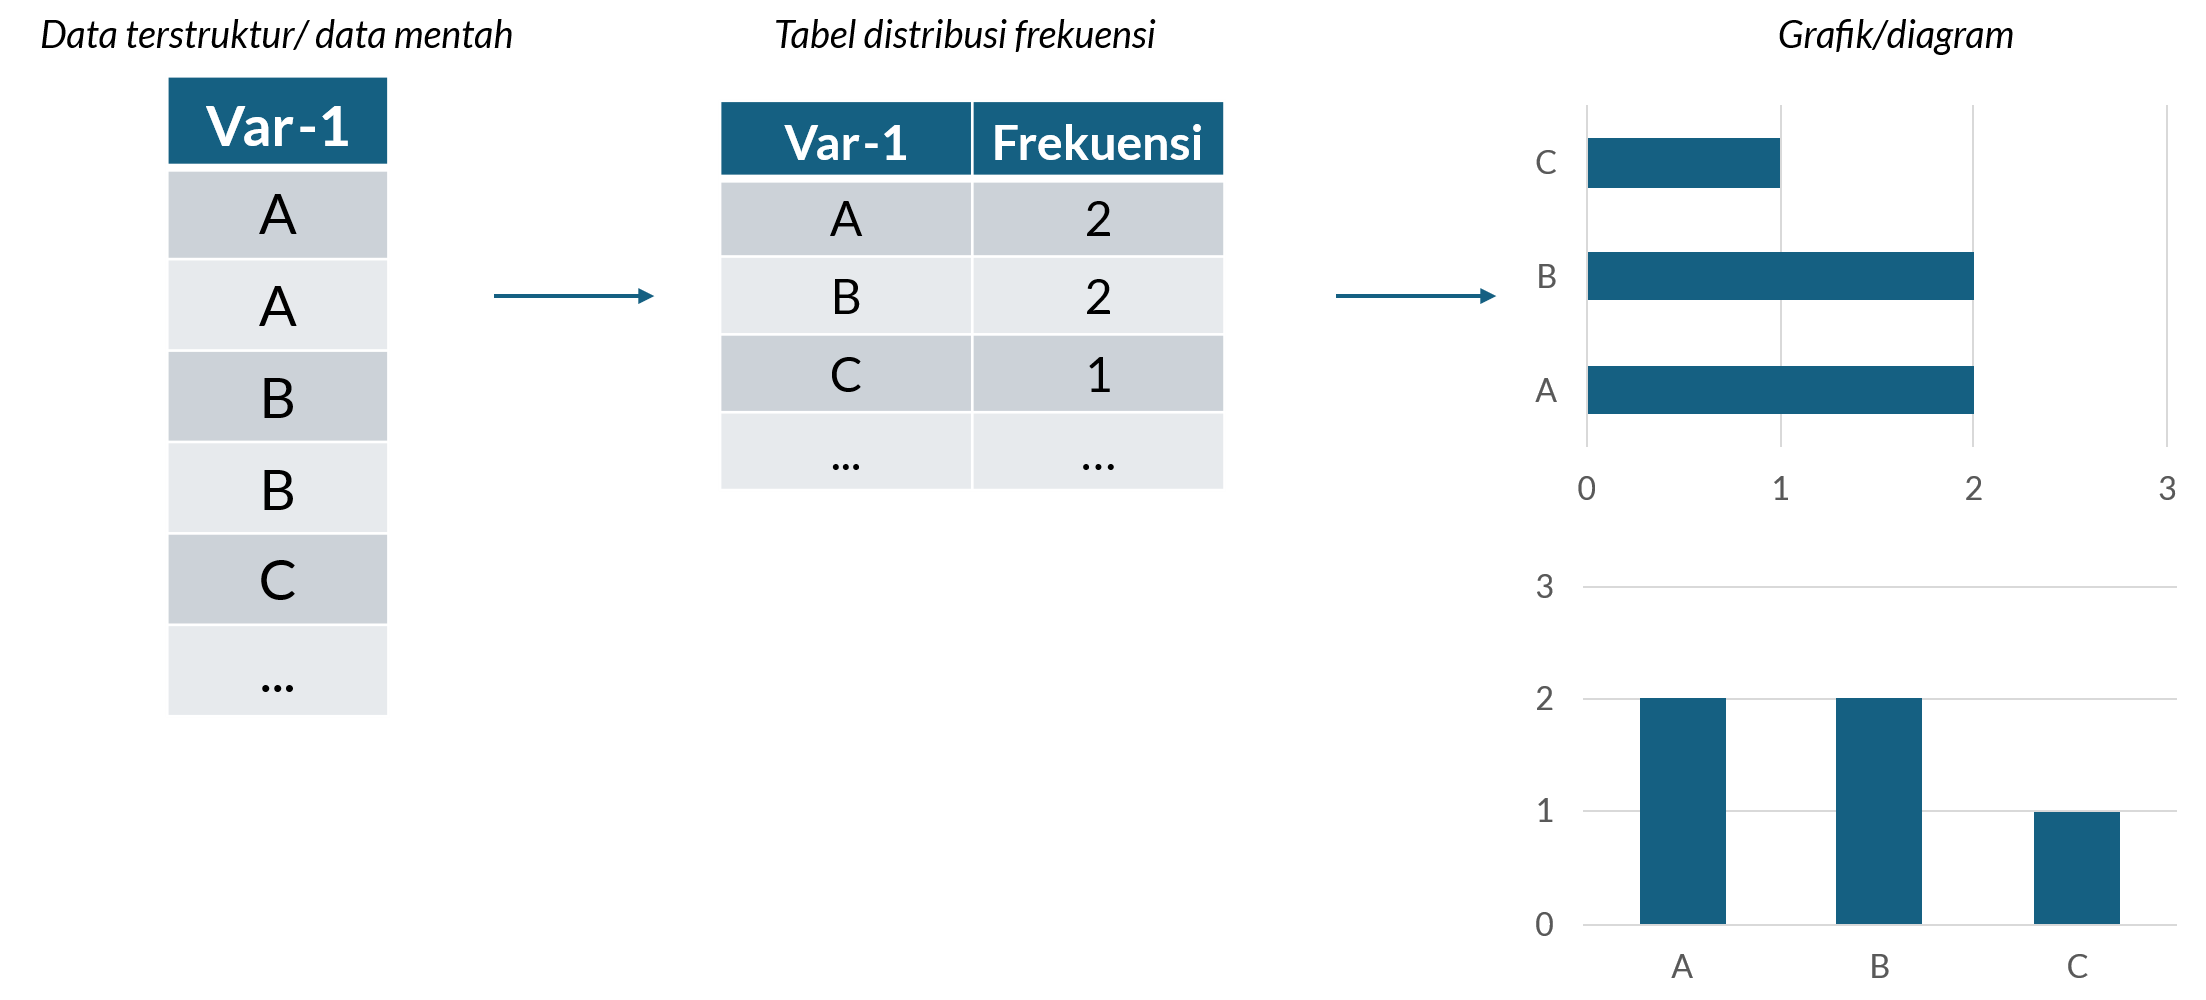 Data terstruktur/ data mentah
Var-1
A
A
B
B
C
...
Tabel distribusi frekuensi
Var-1 Frekuensi
A 2
B 2
C 1
... ...
Grafik/diagram
C
B
A
0 1 2 3
3
2
1
0
A B C